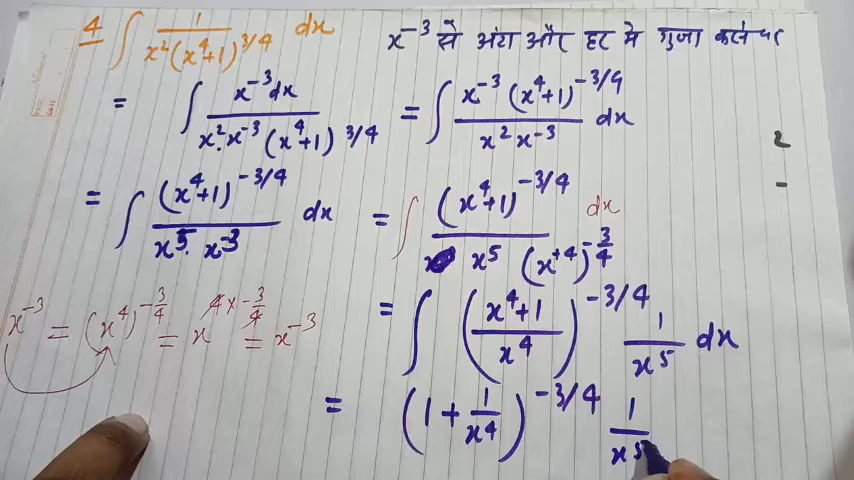 4 ∫ 1/(x²(x⁴+1)^3/4) dx x⁻³ से अंश और हर मे गुणा करने पर
= ∫ x⁻³dx/(x².x⁻³(x⁴+1)^3/4) = ∫ x⁻³(x⁴+1)^-3/4/(x² x⁻³) dx
2
-
= ∫ (x⁴+1)^-3/4/(x⁵. x⁻³) dx = ∫ (x⁴+1)^-3/4/(x⁵ (x⁺⁴)^-3/4) dx
x⁻³ = (x⁴)^-3/4 = x^(4x-3/4) = x⁻³ = ∫ ((x⁴+1)/x⁴)^-3/4 1/x⁵ dx
= (1 + 1/x⁴)^-3/4 1/x⁵